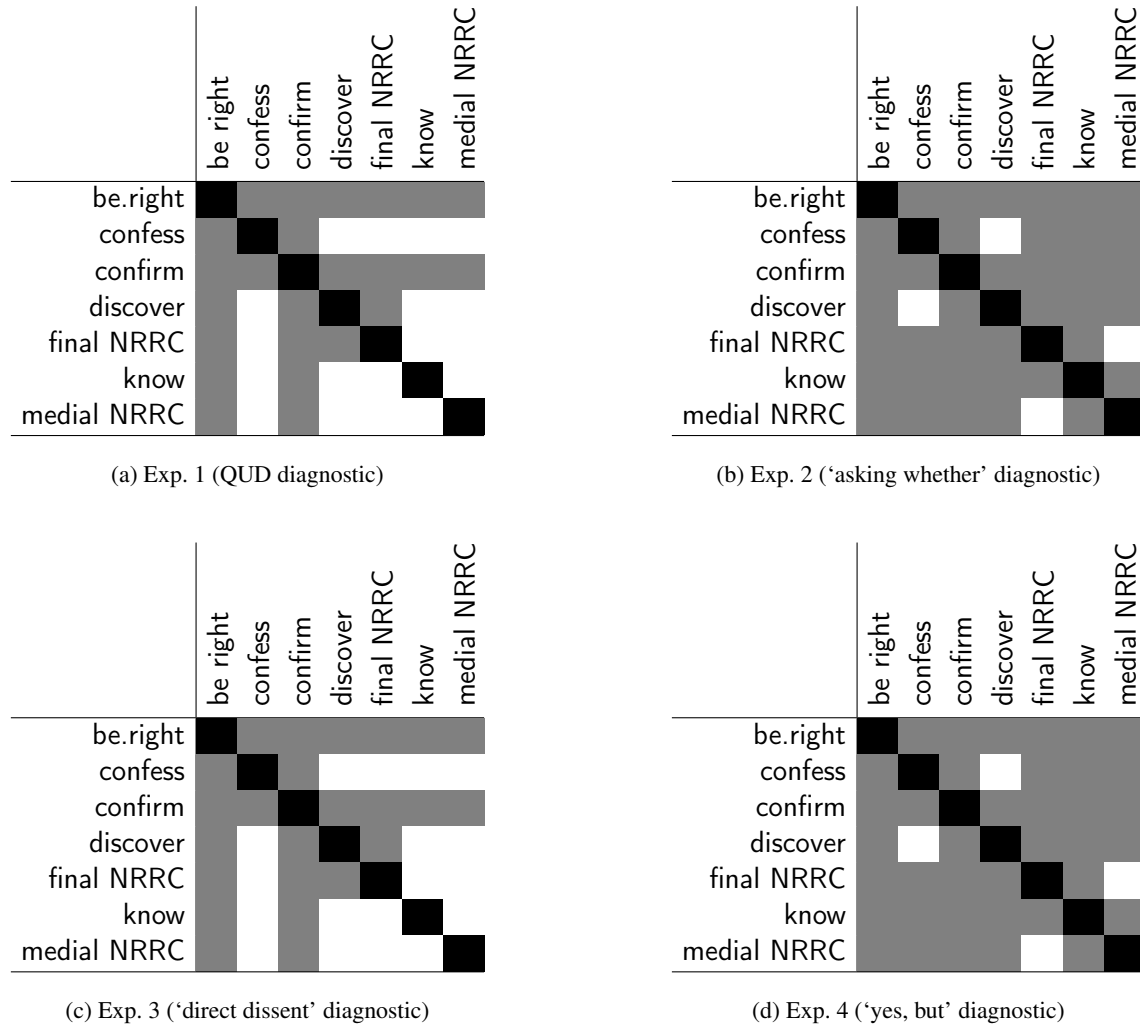 be right
confess
confirm
discover
final NRRC
know
medial NRRC
be.right
confess
confirm
discover
final NRRC
know
medial NRRC
(a) Exp. 1 (QUD diagnostic)
be right
confess
confirm
discover
final NRRC
know
medial NRRC
be.right
confess
confirm
discover
final NRRC
know
medial NRRC
(b) Exp. 2 (‘asking whether’ diagnostic)
be right
confess
confirm
discover
final NRRC
know
medial NRRC
be.right
confess
confirm
discover
final NRRC
know
medial NRRC
(c) Exp. 3 (‘direct dissent’ diagnostic)
be right
confess
confirm
discover
final NRRC
know
medial NRRC
be.right
confess
confirm
discover
final NRRC
know
medial NRRC
(d) Exp. 4 (‘yes, but’ diagnostic)